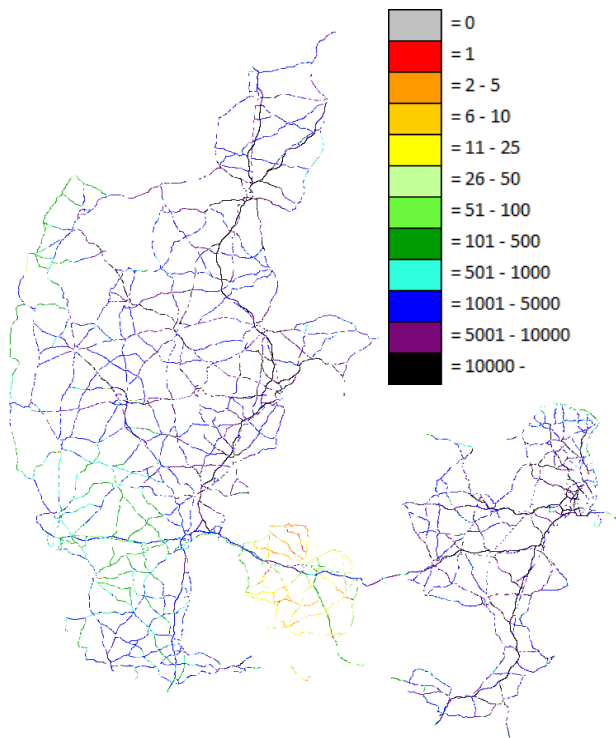 = 0
= 1
= 2 - 5
= 6 - 10
= 11 - 25
= 26 - 50
= 51 - 100
= 101 - 500
= 501 - 1000
= 1001 - 5000
= 5001 - 10000
= 10000 -